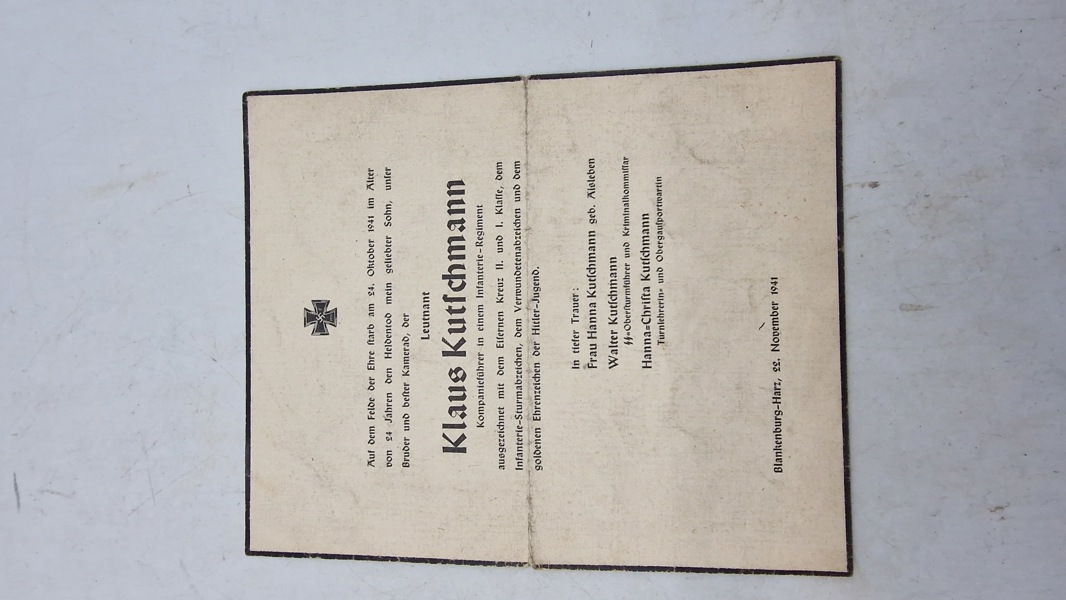 Auf dem Felde der Ehre starb am 24. Oktober 1941 im Alter
von 24 Jahren den Heldentod mein geliebter Sohn, unser
Bruder und bester Kamerad, der
Leutnant
Klaus Kutschmann
Kompanieführer in einem Infanterie-Regiment
ausgezeichnet mit dem Eisernen Kreuz II. und I. Klasse, dem
Infanterie-Sturmabzeichen, dem Verwundetenabzeichen und dem
goldenen Ehrenzeichen der Hitler-Jugend.
In tiefer Trauer:
Frau Hanna Kutschmann geb. Alsleben
Walter Kutschmann
SS-Obersturmführer und Kriminalkommissar
Hanna-Christa Kutschmann
Turnlehrerin- und Obergausportwartin
Blankenburg-Harz, 22. November 1941